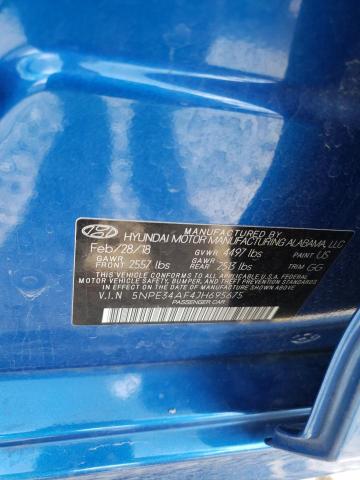 MANUFACTURED BY
HYUNDAI MOTOR MANUFACTURING ALABAMA, LLC
Feb/28/18 GVWR 4497 lbs PAINT US
GAWR FRONT 2557 lbs GAWR REAR 2513 lbs TRIM GG
THIS VEHICLE CONFORMS TO ALL APPLICABLE U.S.A. FEDERAL
MOTOR VEHICLE SAFETY, BUMPER, AND THEFT PREVENTION
STANDARDS IN EFFECT ON THE DATE OF MANUFACTURE
SHOWN ABOVE.
V.I.N 5NPE34AF4JH695675
PASSENGER CAR